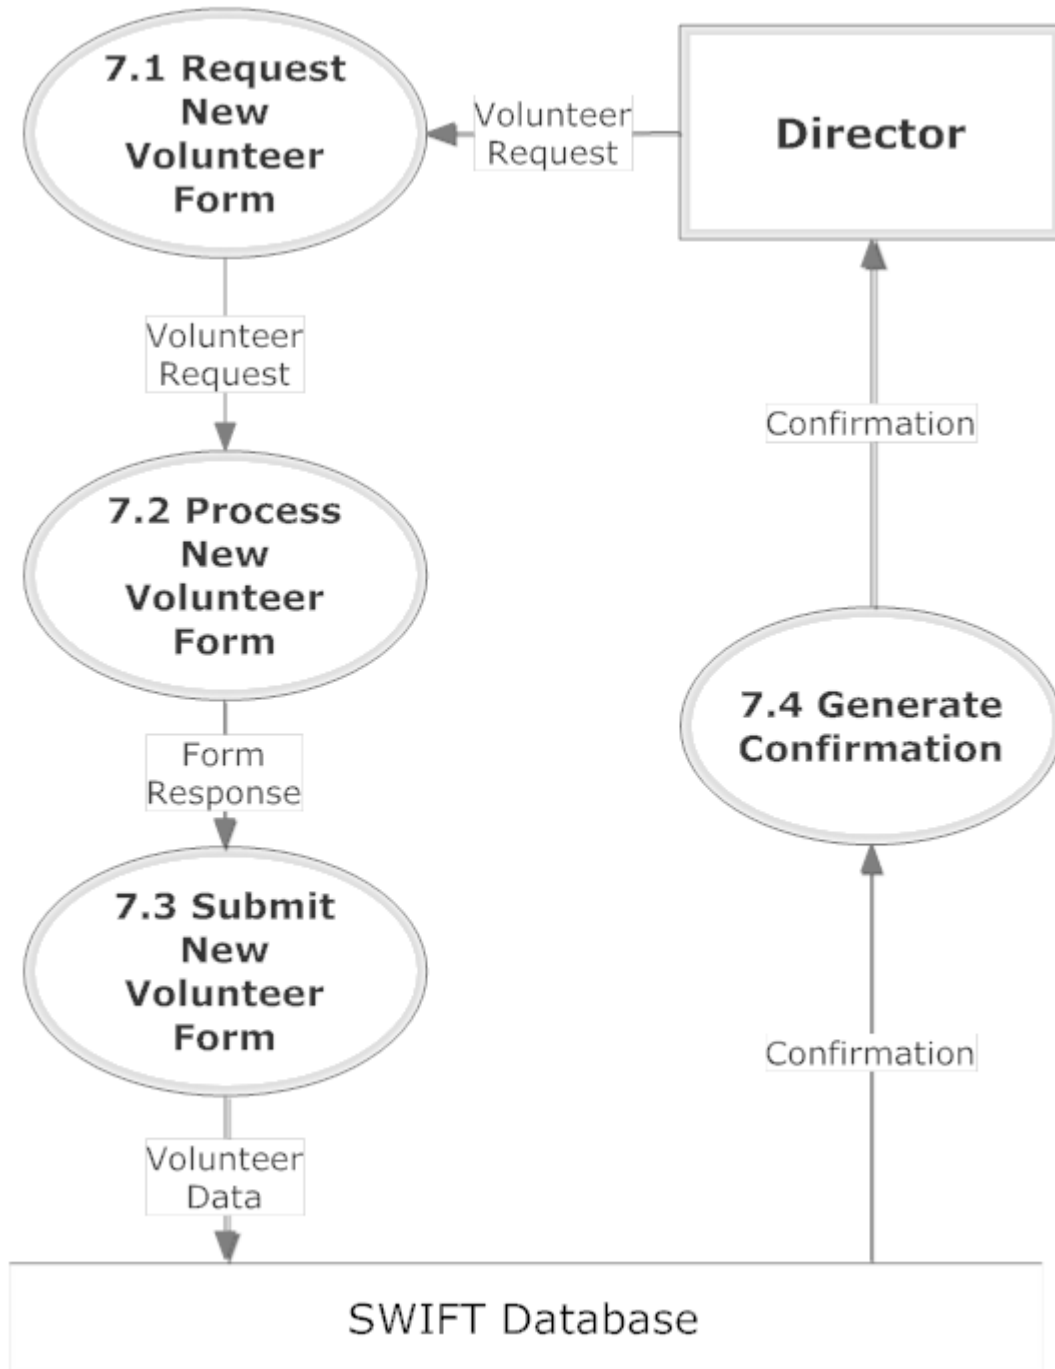 7.1 Request
New
Volunteer
Form
Volunteer
Request
Director
Volunteer
Request
Confirmation
7.2 Process
New
Volunteer
Form
7.4 Generate
Confirmation
Form
Response
7.3 Submit
New
Volunteer
Form
Confirmation
Volunteer
Data
SWIFT Database